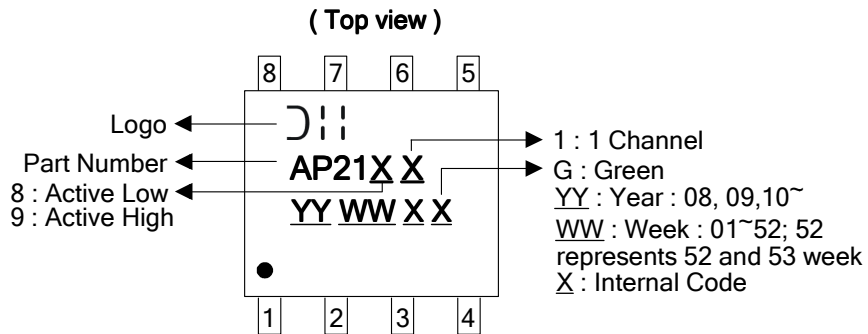 ( Top view )
8 7 6 5
Logo
Part Number
8 : Active Low
9 : Active High
AP21X X
YY WW X X
1 : 1 Channel
G : Green
YY : Year : 08, 09,10~
WW : Week : 01~52; 52
represents 52 and 53 week
X : Internal Code
1 2 3 4